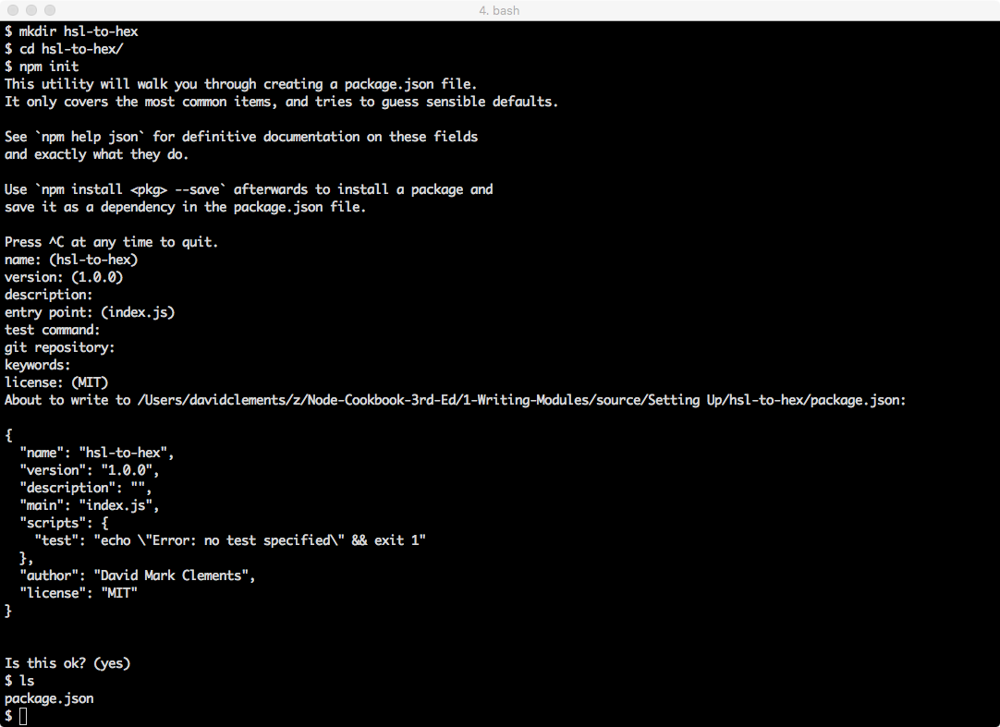 4. bash
$ mkdir hsl-to-hex
$ cd hsl-to-hex/
$ npm init
This utility will walk you through creating a package.json file.
It only covers the most common items, and tries to guess sensible defaults.

See `npm help json` for definitive documentation on these fields
and exactly what they do.

Use `npm install <pkg> --save` afterwards to install a package and
save it as a dependency in the package.json file.

Press ^C at any time to quit.
name: (hsl-to-hex)
version: (1.0.0)
description:
entry point: (index.js)
test command:
git repository:
keywords:
license: (MIT)
About to write to /Users/davidclements/z/Node-Cookbook-3rd-Ed/1-Writing-Modules/source/Setting Up/hsl-to-hex/package.json:

{
  "name": "hsl-to-hex",
  "version": "1.0.0",
  "description": "",
  "main": "index.js",
  "scripts": {
    "test": "echo \"Error: no test specified\" && exit 1"
  },
  "author": "David Mark Clements",
  "license": "MIT"
}

Is this ok? (yes)
$ ls
package.json
$